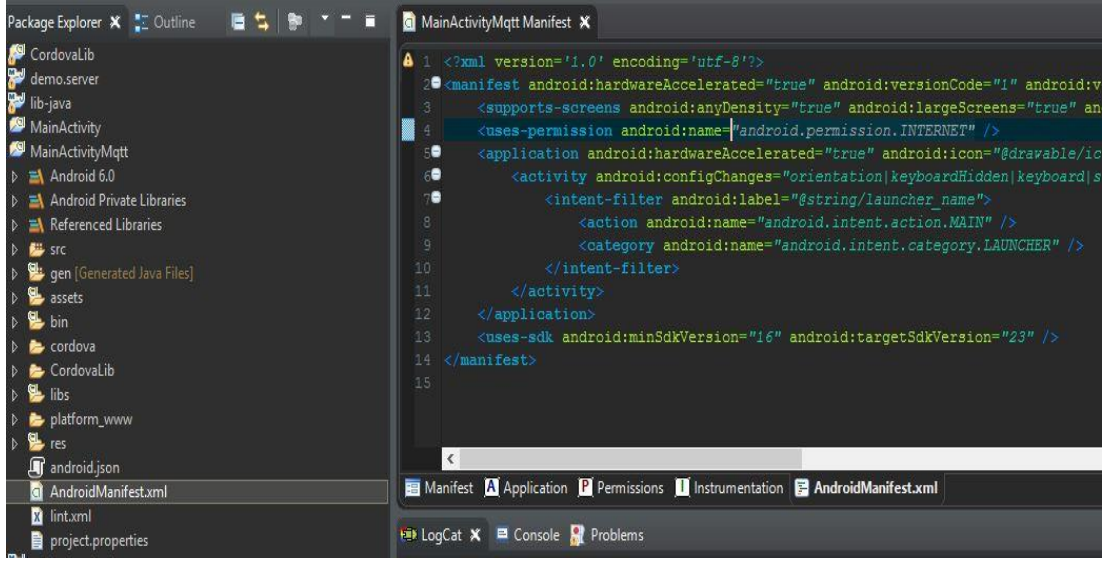 Package Explorer Outline
CordovaLib
demo.server
lib-java
MainActivity
MainActivityMqtt
Android 6.0
Android Private Libraries
Referenced Libraries
src
gen [Generated Java Files]
assets
bin
cordova
CordovaLib
libs
platform_www
res
android.json
AndroidManifest.xml
lint.xml
project.properties
MainActivityMqtt Manifest
1 <?xml version='1.0' encoding='utf-8'?>
2 <manifest android:hardwareAccelerated="true" android:versionCode="1" android:v
3 <supports-screens android:anyDensity="true" android:largeScreens="true" an
4 <uses-permission android:name="android.permission.INTERNET" />
5 <application android:hardwareAccelerated="true" android:icon="@drawable/ic
6 <activity android:configChanges="orientation|keyboardHidden|keyboard|s
7 <intent-filter android:label="@string/launcher_name">
8 <action android:name="android.intent.action.MAIN" />
9 <category android:name="android.intent.category.LAUNCHER" />
10 </intent-filter>
11 </activity>
12 </application>
13 <uses-sdk android:minSdkVersion="16" android:targetSdkVersion="23" />
14 </manifest>
15
Manifest A Application P Permissions I Instrumentation AndroidManifest.xml
LogCat Console Problems